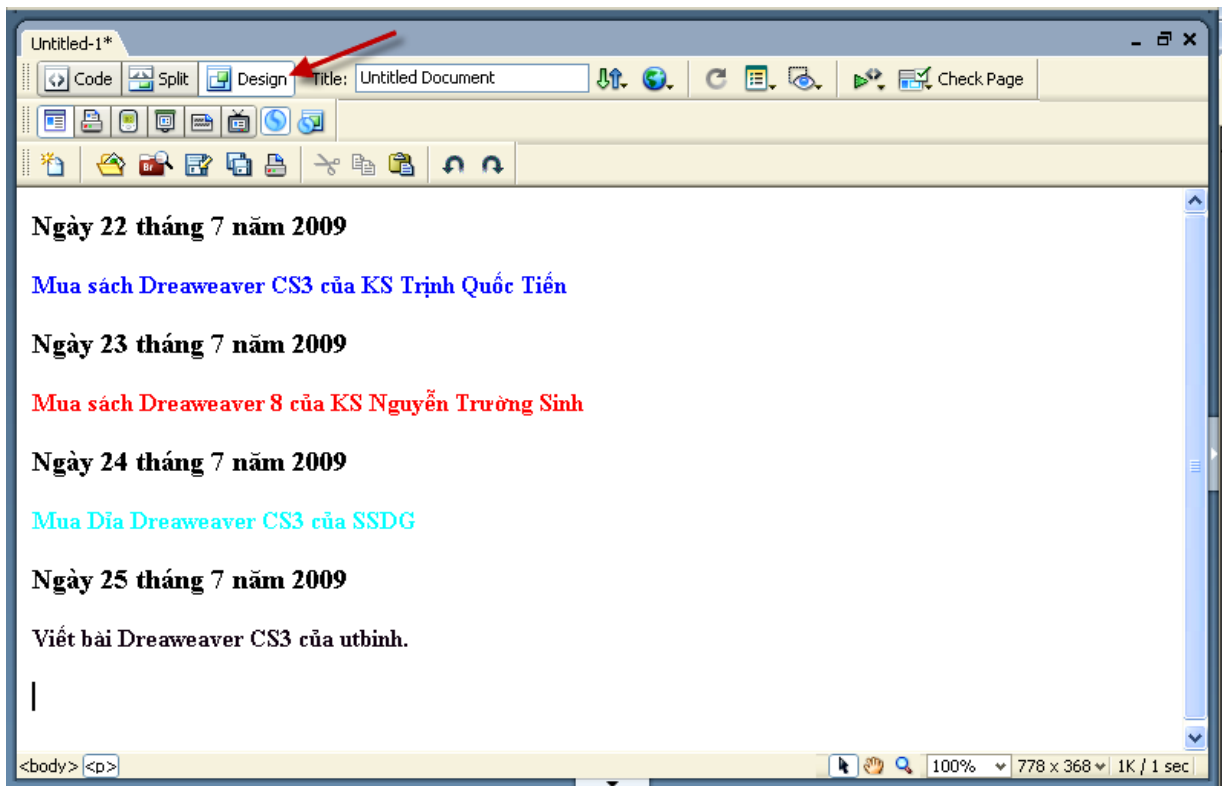 Untitled-1*
Code Split Design Title: Untitled Document Check Page
Br
Ngày 22 tháng 7 năm 2009
Mua sách Dreaweaver CS3 của KS Trịnh Quốc Tiến
Ngày 23 tháng 7 năm 2009
Mua sách Dreaweaver 8 của KS Nguyễn Trường Sinh
Ngày 24 tháng 7 năm 2009
Mua Dĩa Dreaweaver CS3 của SSDG
Ngày 25 tháng 7 năm 2009
Viết bài Dreaweaver CS3 của utbinh.
<body> <p> 100% 778 x 368 1K / 1 sec